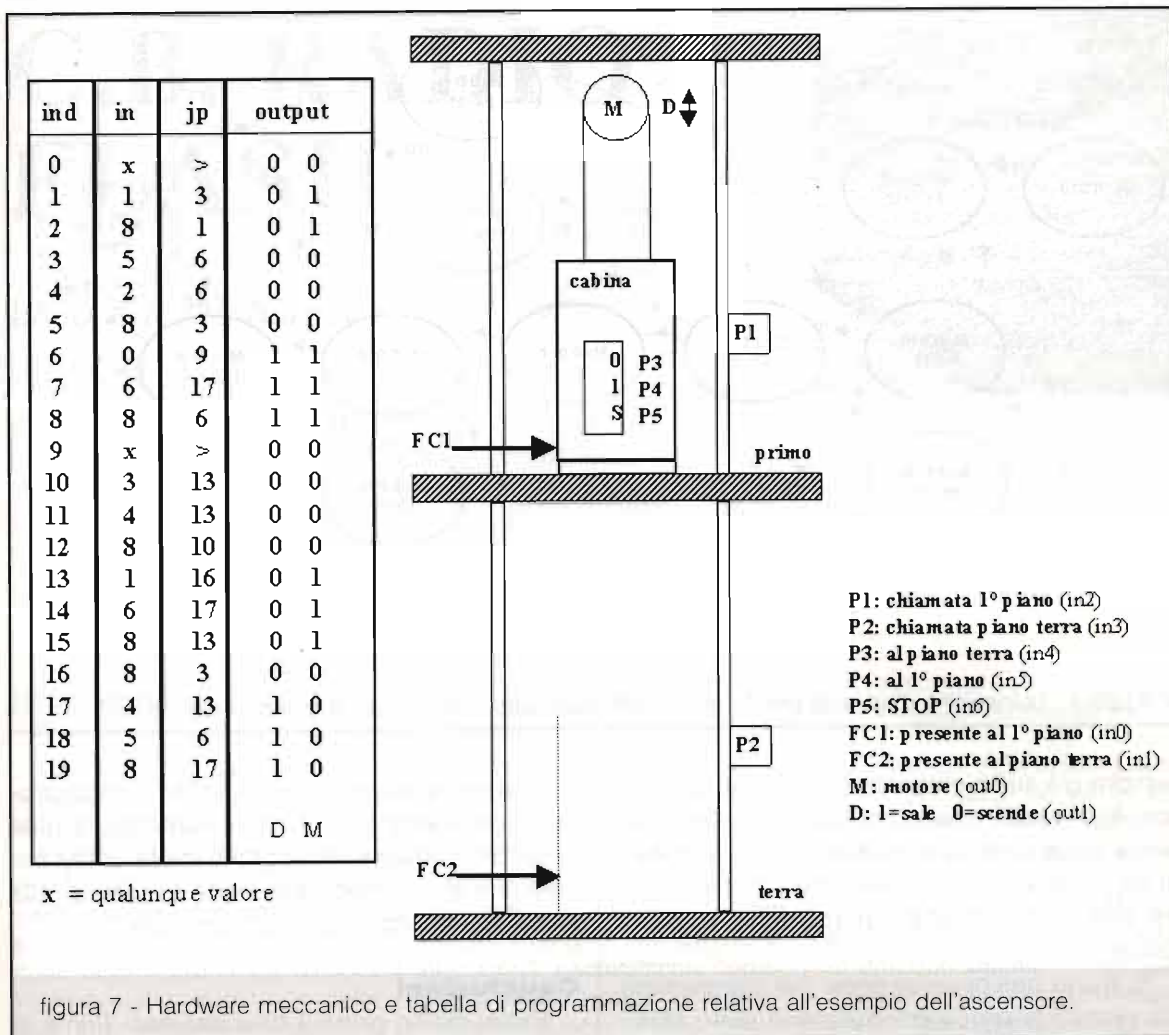 ind in jp output
0 x > 0 0
1 1 3 0 1
2 8 1 0 1
3 5 6 0 0
4 2 6 0 0
5 8 3 0 0
6 0 9 1 1
7 6 17 1 1
8 8 6 1 1
9 x > 0 0
10 3 13 0 0
11 4 13 0 0
12 8 10 0 0
13 1 16 0 1
14 6 17 0 1
15 8 13 0 1
16 8 3 0 0
17 4 13 1 0
18 5 6 1 0
19 8 17 1 0
D M
x = qualunque valore
M D
cabina
P1
0 P3
1 P4
S P5
FC1
primo
P2
FC2
terra
P1: chiamata 1° piano (in2)
P2: chiamata piano terra (in3)
P3: al piano terra (in4)
P4: al 1° piano (in5)
P5: STOP (in6)
FC1: presente al 1° piano (in0)
FC2: presente al piano terra (in1)
M: motore (out0)
D: 1=sale 0=scende (out1)
figura 7 - Hardware meccanico e tabella di programmazione relativa all'esempio dell'ascensore.